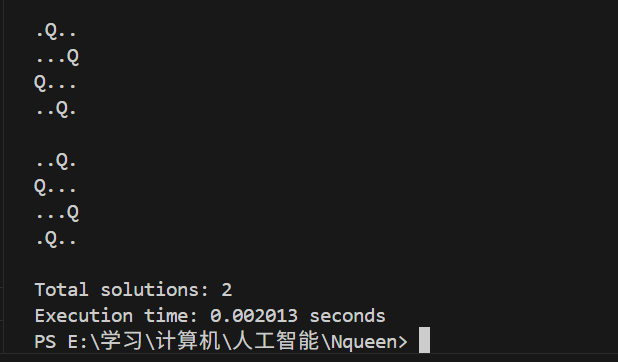 .Q..
...Q
Q...
..Q.

..Q.
Q...
...Q
.Q..

Total solutions: 2
Execution time: 0.002013 seconds
PS E:\学习\计算机\人工智能\Nqueen>